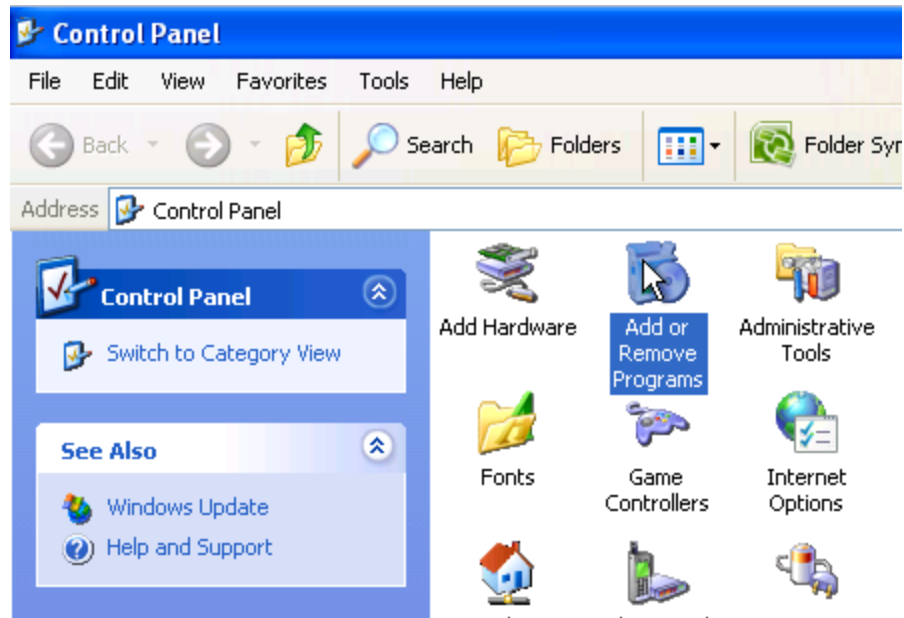 Control Panel
File Edit View Favorites Tools Help
Back Search Folders Folder Syn
Address Control Panel
Control Panel
Switch to Category View
See Also
Windows Update
Help and Support
Add Hardware
Add or
Remove
Programs
Administrative
Tools
Fonts
Game
Controllers
Internet
Options